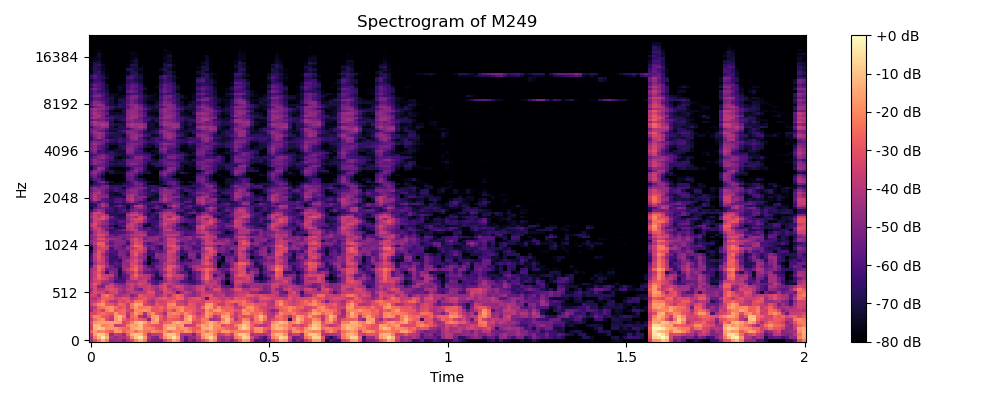 Spectrogram of M249
Hz
16384
8192
4096
2048
1024
512
0
0 0.5 1 1.5 2
Time
+0 dB
-10 dB
-20 dB
-30 dB
-40 dB
-50 dB
-60 dB
-70 dB
-80 dB